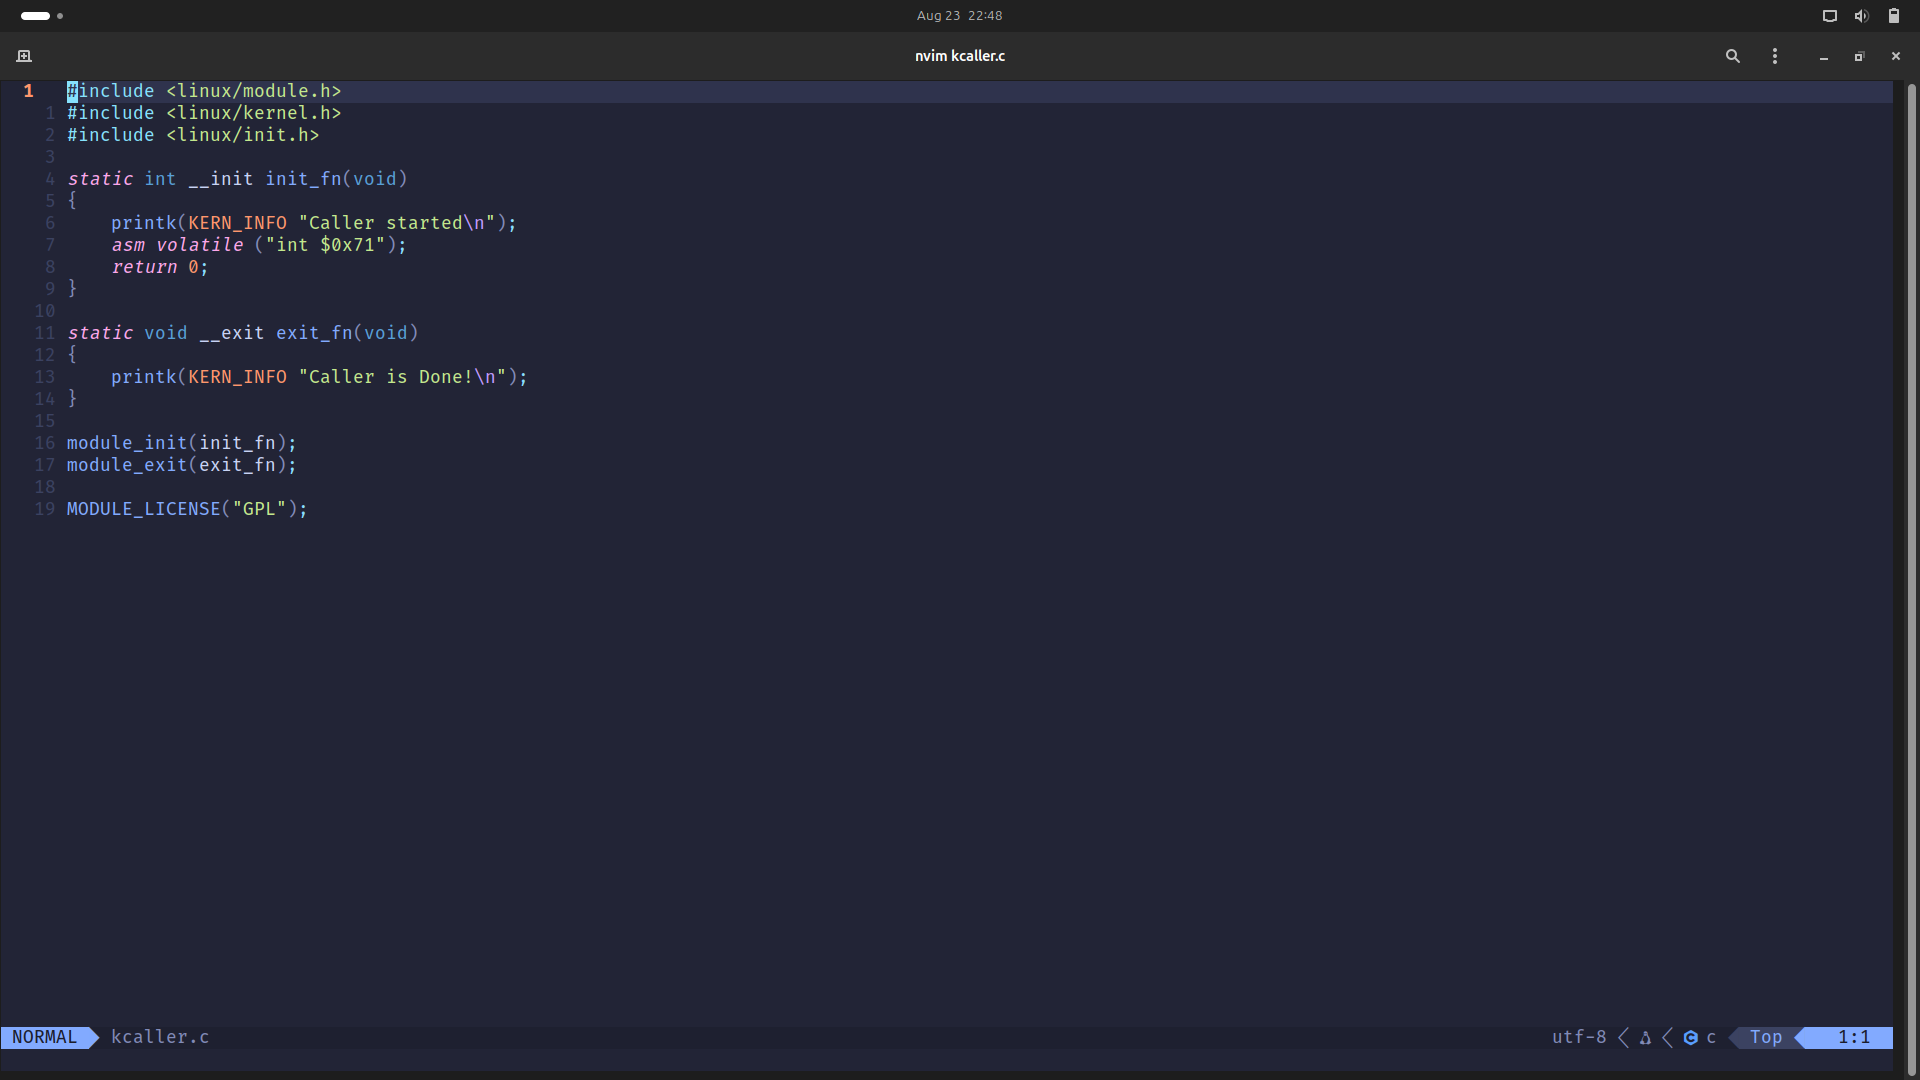 Aug 23 22:48
nvim kcaller.c
1 #include <linux/module.h>
1 #include <linux/kernel.h>
2 #include <linux/init.h>
3
4 static int __init init_fn(void)
5 {
6     printk(KERN_INFO "Caller started\n");
7     asm volatile ("int $0x71");
8     return 0;
9 }
10
11 static void __exit exit_fn(void)
12 {
13     printk(KERN_INFO "Caller is Done!\n");
14 }
15
16 module_init(init_fn);
17 module_exit(exit_fn);
18
19 MODULE_LICENSE("GPL");
NORMAL kcaller.c utf-8 c Top 1:1